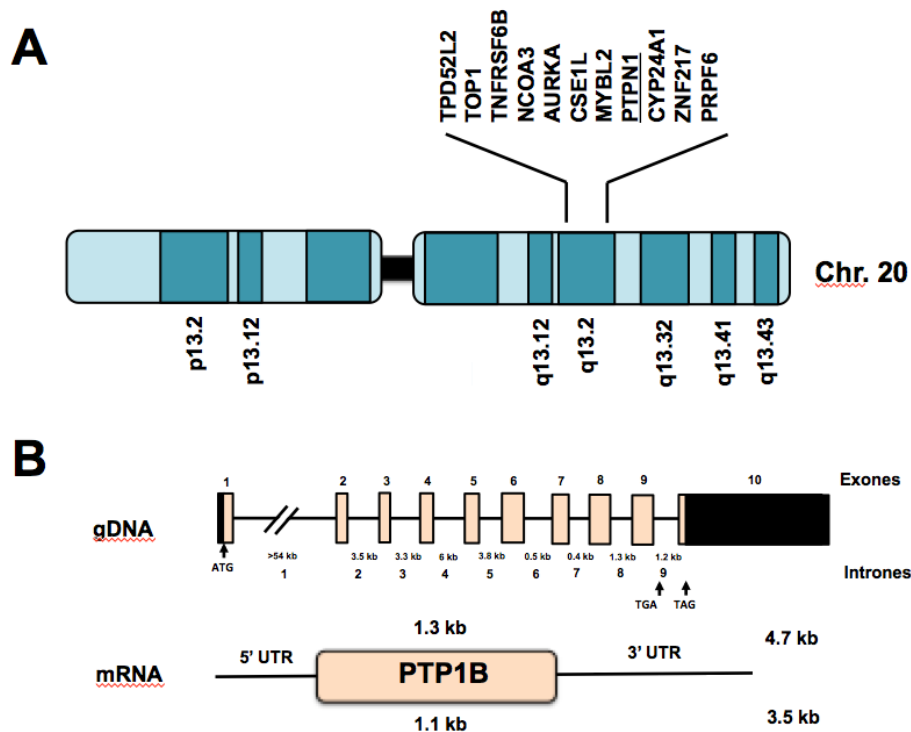 A
TPD52L2
TOP1
TNFRSF6B
NCOA3
AURKA
CSE1L
MYBL2
PTPN1
CYP24A1
ZNF217
PRPF6
Chr. 20
p13.2
p13.12
q13.12
q13.2
q13.32
q13.41
q13.43
B
1 2 3 4 5 6 7 8 9 10 Exones
gDNA
>54 kb 3.5 kb 3.3 kb 6 kb 3.8 kb 0.5 kb 0.4 kb 1.3 kb 1.2 kb
ATG
1 2 3 4 5 6 7 8 9 Intrones
TGA TAG
1.3 kb 4.7 kb
5' UTR 3' UTR
mRNA PTP1B
1.1 kb 3.5 kb